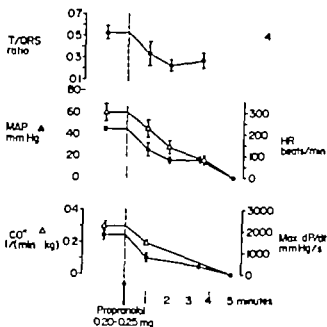 0.7
0.5
T/QRS
ratio
0.3
0.1
4
80
60
MAP
mm Hg
40
20
0
300
200
HR
beats/min
100
0
0.4
CO
l/(min kg)
0.2
0
3000
2000
Max dP/dt
mmHg/s
1000
0
1 2 3 4 5 minutes
Propranolol
0.20-0.25 mg